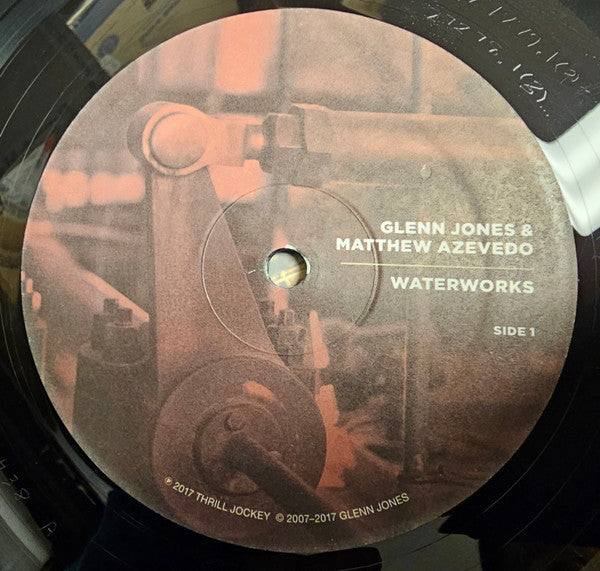 GLENN JONES &
MATTHEW AZEVEDO
WATERWORKS
SIDE 1
℗ 2017 THRILL JOCKEY © 2007–2017 GLENN JONES